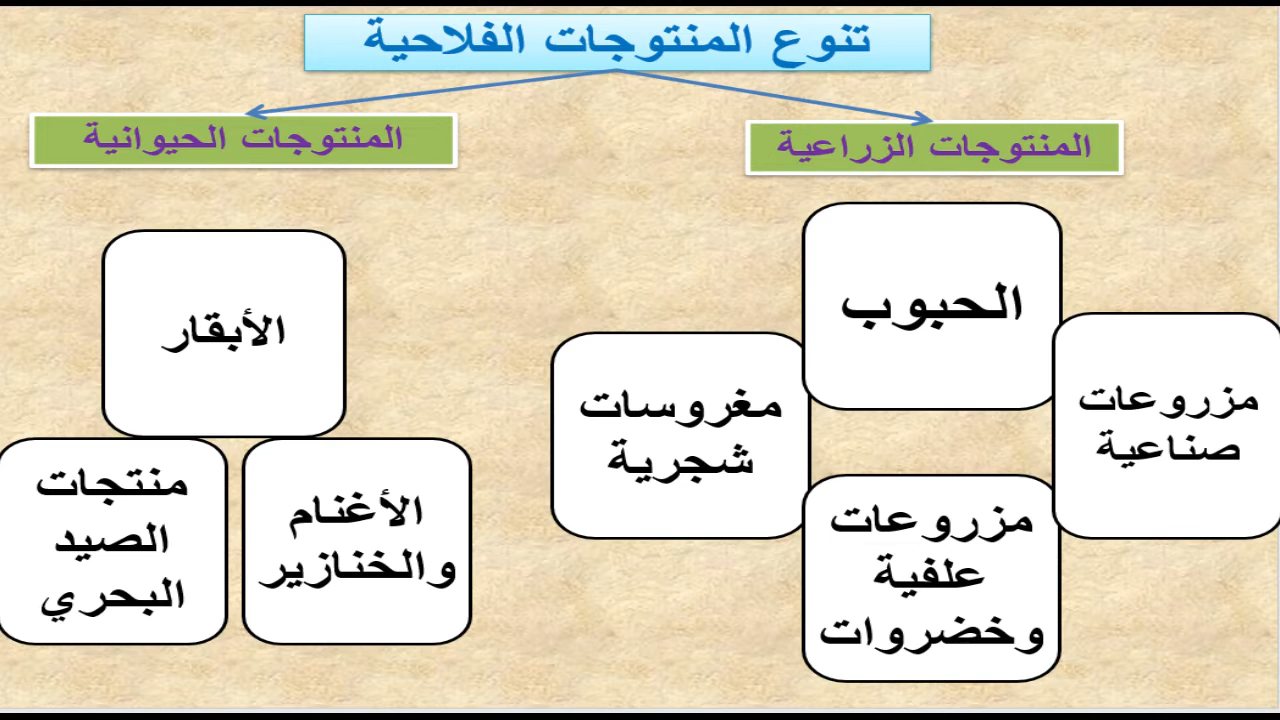 تنوع المنتوجات الفلاحية
المنتوجات الزراعية
المنتوجات الحيوانية
الحبوب
مزروعات
صناعية
مغروسات
شجرية
مزروعات
علفية
وخضروات
الأبقار
الأغنام
والخنازير
منتجات
الصيد
البحري